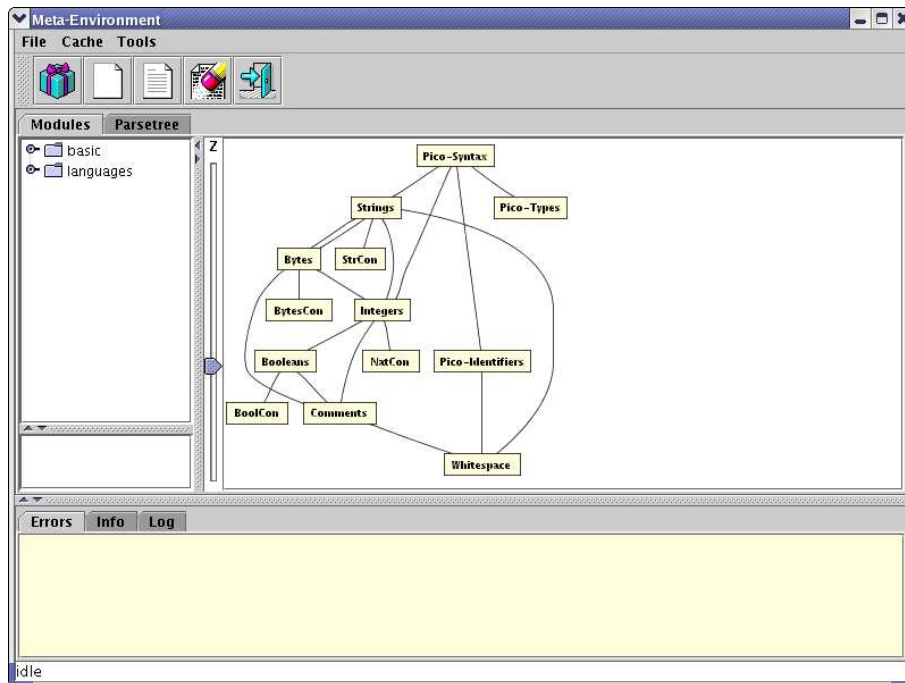 Meta-Environment
File Cache Tools
Modules Parsetree
basic
languages
Z
Pico-Syntax
Strings Pico-Types
Bytes StrCon
BytesCon Integers
Booleans NatCon Pico-Identifiers
BoolCon Comments
Whitespace
Errors Info Log
idle